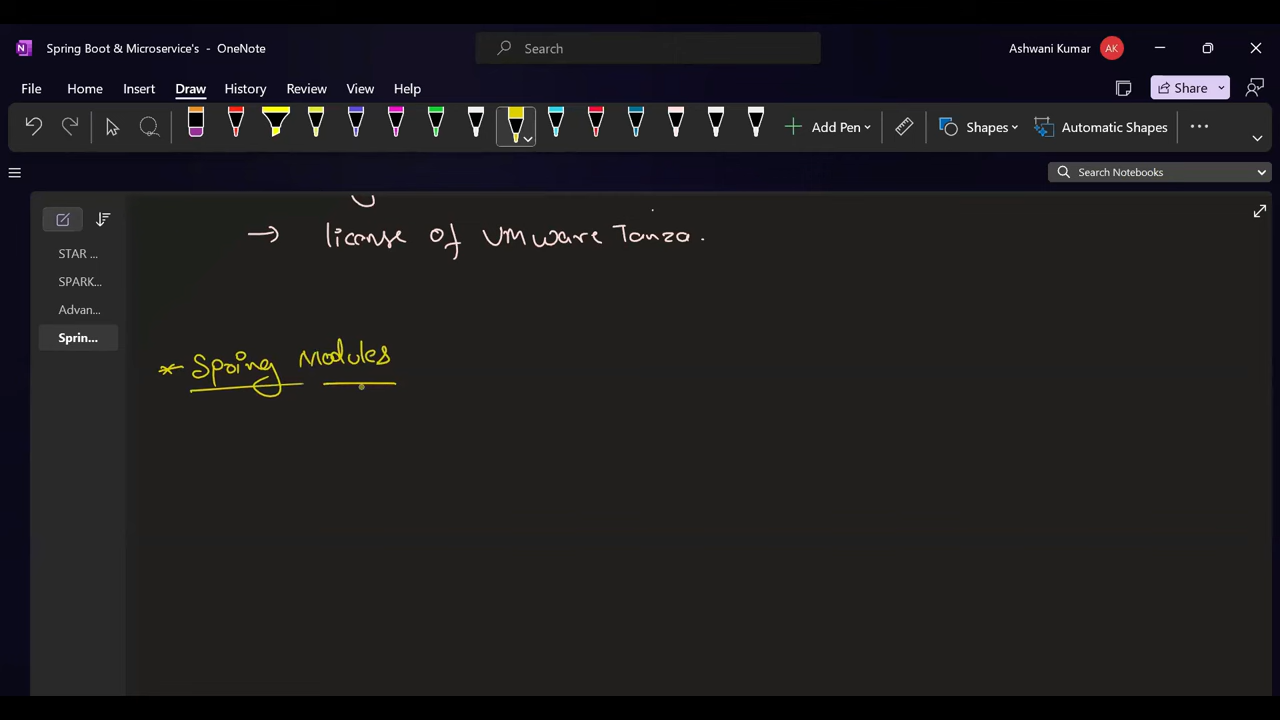 Spring Boot & Microservice's - OneNote
Search
Ashwani Kumar AK
File Home Insert Draw History Review View Help
Share
Add Pen
Shapes
Automatic Shapes
Search Notebooks
STAR ...
SPARK...
Advan...
Sprin...
→ license of VMware Tanza.
* Spring Modules